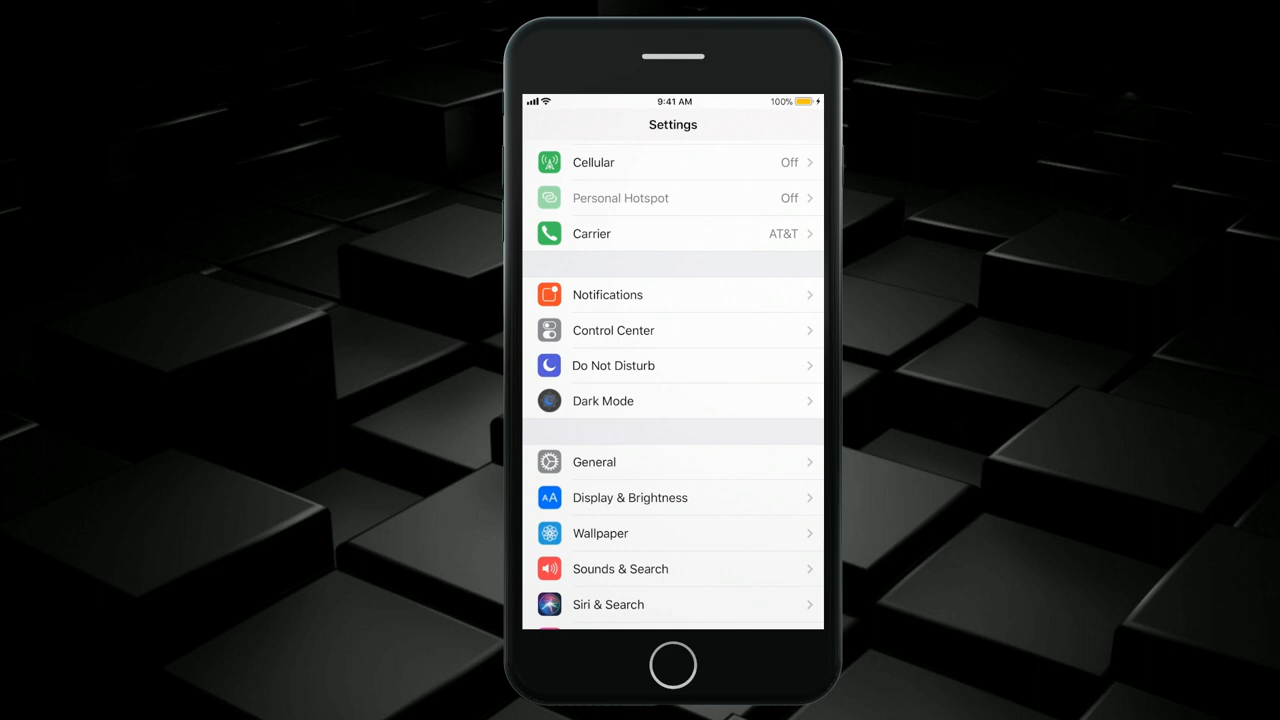 9:41 AM 100%
Settings
Cellular Off
Personal Hotspot Off
Carrier AT&T
Notifications
Control Center
Do Not Disturb
Dark Mode
General
AA Display & Brightness
Wallpaper
Sounds & Search
Siri & Search